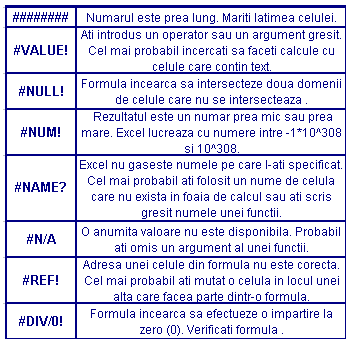 ######## Numarul este prea lung. Mariti latimea celulei.
Ati introdus un operator sau un argument gresit.
#VALUE! Cel mai probabil incercati sa faceti calcule cu
celule care contin text.
#NULL! Formula incearca sa intersecteze doua domenii
de celule care nu se intersecteaza .
Rezultatul este un numar prea mic sau prea
#NUM! mare. Excel lucreaza cu numere intre -1*10^308
si 10^308.
Excel nu gaseste numele pe care l-ati specificat.
#NAME? Cel mai probabil ati folosit un nume de celula
care nu exista in foaia de calcul sau ati scris
gresit numele unei functii.
#N/A O anumita valoare nu este disponibila. Probabil
ati omis un argument al unei functii.
Adresa unei celule din formula nu este corecta.
#REF! Cel mai probabil ati mutat o celula in locul unei
alta care facea parte dintr-o formula.
#DIV/0! Formula incearca sa efectueze o impartire la
zero (0). Verificati formula .